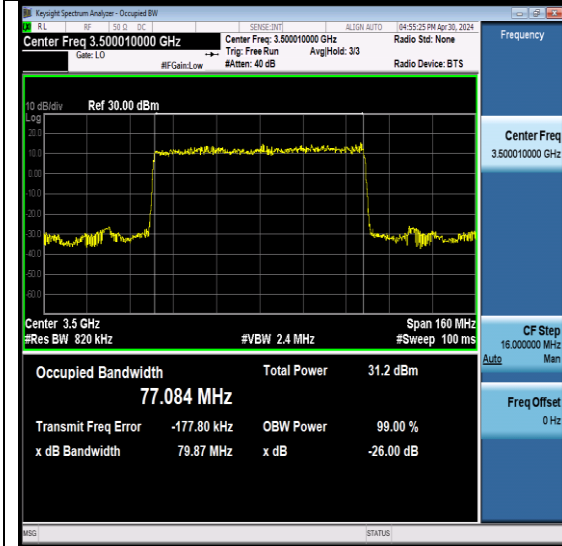 Keysight Spectrum Analyzer - Occupied BW
RL RF 50 Ω DC SENSE:INT ALIGN AUTO 04:55:25 PM Apr 30, 2024
Center Freq 3.500010000 GHz Center Freq: 3.500010000 GHz Radio Std: None
Gate: LO Trig: Free Run Avg|Hold: 3/3
#IFGain:Low #Atten: 40 dB Radio Device: BTS
10 dB/div Ref 30.00 dBm
Log
20.0
10.0
0.00
-10.0
-20.0
-30.0
-40.0
-50.0
-60.0
Center 3.5 GHz Span 160 MHz
#Res BW 820 kHz #VBW 2.4 MHz #Sweep 100 ms
Occupied Bandwidth Total Power 31.2 dBm
77.084 MHz
Transmit Freq Error -177.80 kHz OBW Power 99.00 %
x dB Bandwidth 79.87 MHz x dB -26.00 dB
MSG STATUS
Frequency
Center Freq
3.500010000 GHz
CF Step
16.000000 MHz
Auto Man
Freq Offset
0 Hz